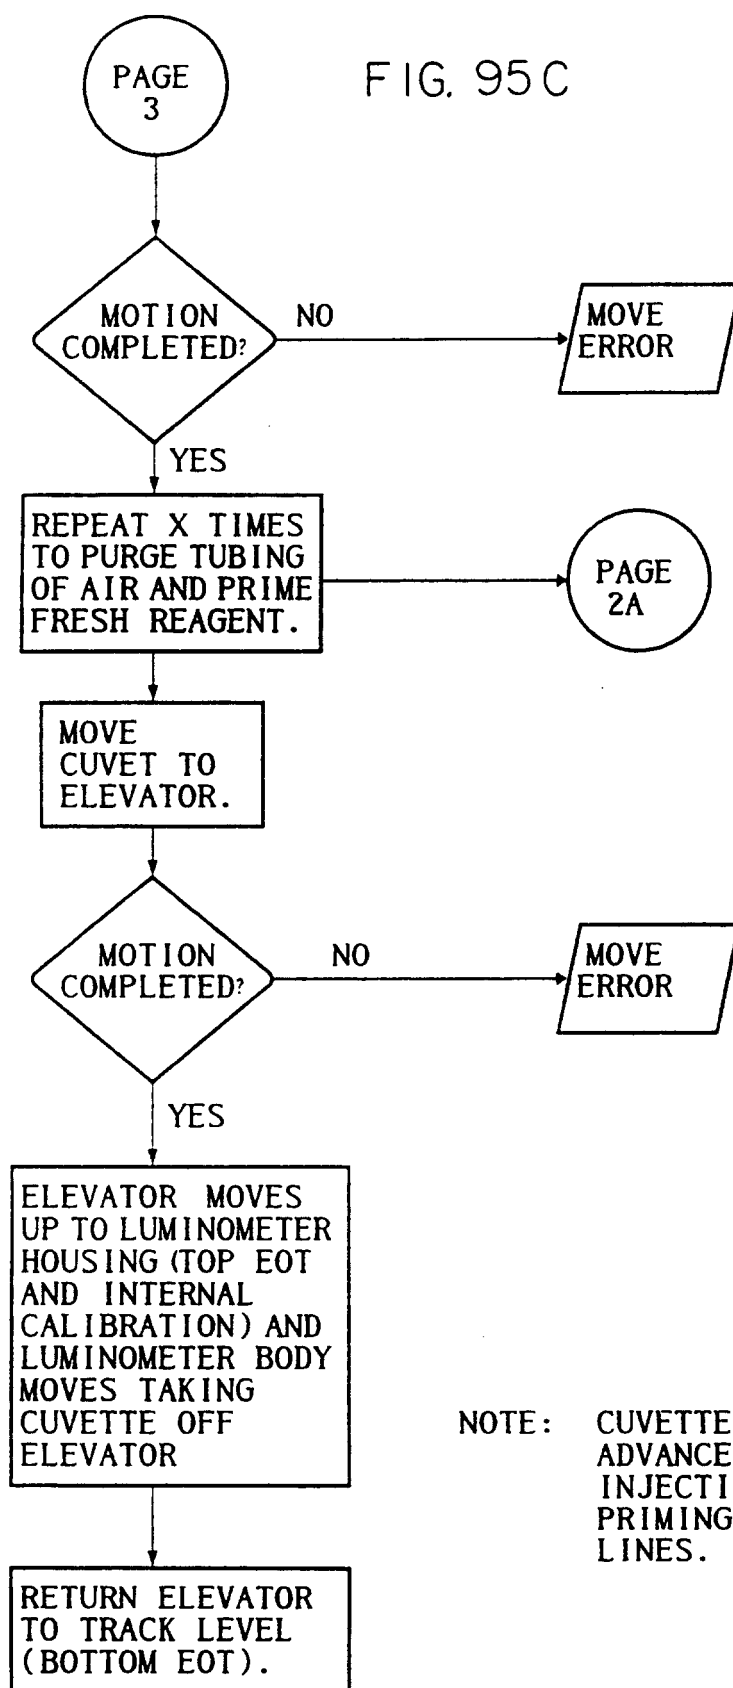 PAGE
3
FIG. 95C
MOTION
COMPLETED?
NO
MOVE
ERROR
YES
REPEAT X TIMES
TO PURGE TUBING
OF AIR AND PRIME
FRESH REAGENT.
PAGE
2A
MOVE
CUVET TO
ELEVATOR.
MOTION
COMPLETED?
NO
MOVE
ERROR
YES
ELEVATOR MOVES
UP TO LUMINOMETER
HOUSING (TOP EOT
AND INTERNAL
CALIBRATION) AND
LUMINOMETER BODY
MOVES TAKING
CUVETTE OFF
ELEVATOR
NOTE: CUVETTE
ADVANCE
INJECTI
PRIMING
LINES.
RETURN ELEVATOR
TO TRACK LEVEL
(BOTTOM EOT).